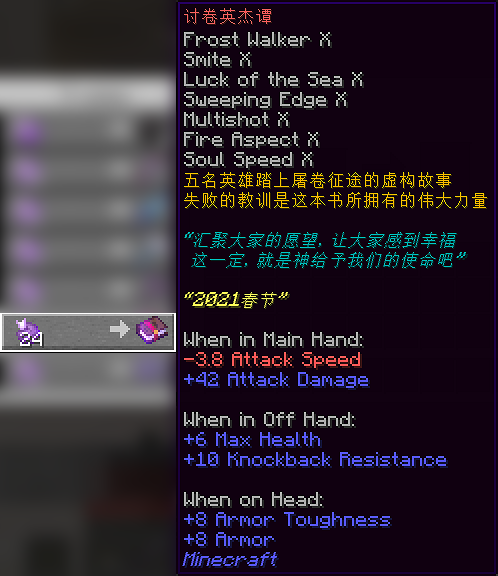 讨卷英杰谭
Frost Walker X
Smite X
Luck of the Sea X
Sweeping Edge X
Multishot X
Fire Aspect X
Soul Speed X
五名英雄踏上屠卷征途的虚构故事
失败的教训是这本书所拥有的伟大力量
“汇聚大家的愿望，让大家感到幸福
这一定，就是神给予我们的使命吧”
“2021春节”
24
When in Main Hand:
-3.8 Attack Speed
+42 Attack Damage
When in Off Hand:
+6 Max Health
+10 Knockback Resistance
When on Head:
+8 Armor Toughness
+8 Armor
Minecraft